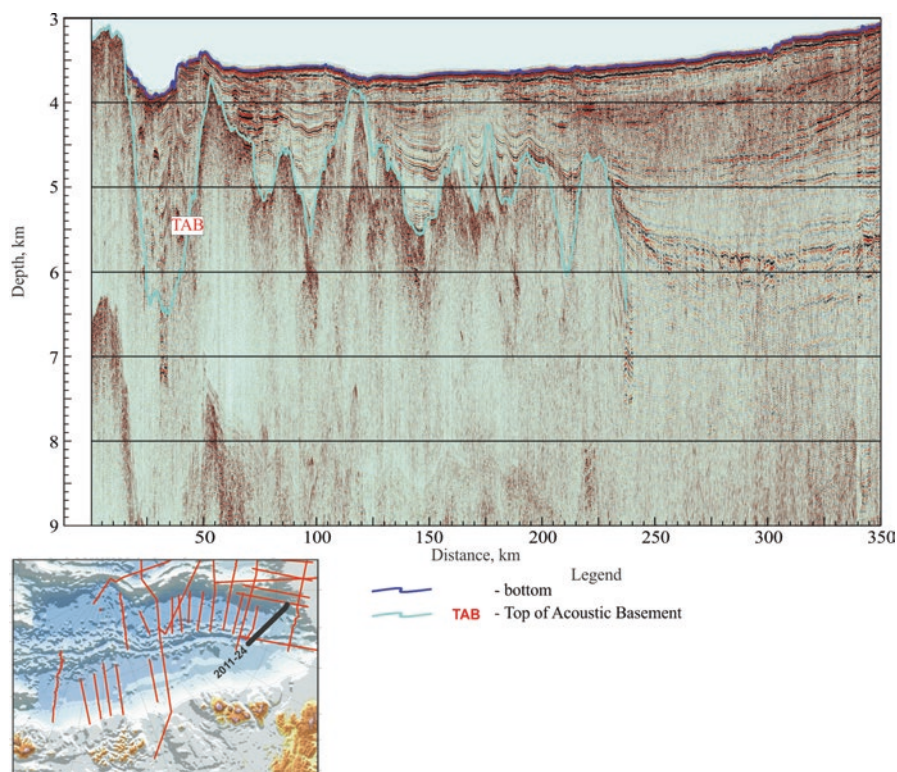 3
4
5
6
7
8
9
Depth, km
TAB
50
100
150
200
250
300
350
Distance, km
Legend
- bottom
TAB - Top of Acoustic Basement
2011-24